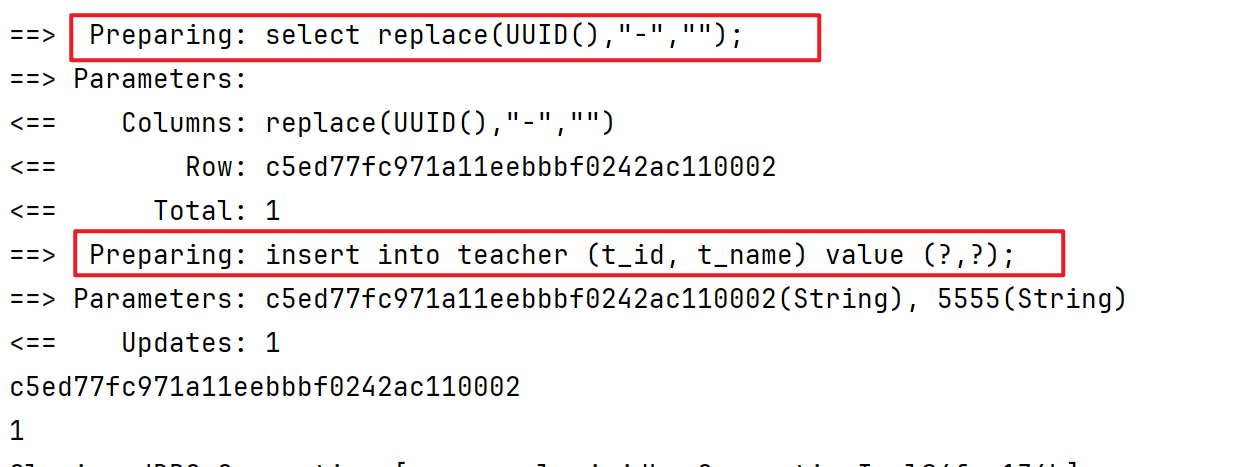 ==>  Preparing: select replace(UUID(),"-","");
==> Parameters:
<==    Columns: replace(UUID(),"-","")
<==        Row: c5ed77fc971a11eebbbf0242ac110002
<==      Total: 1
==>  Preparing: insert into teacher (t_id, t_name) value (?,?);
==> Parameters: c5ed77fc971a11eebbbf0242ac110002(String), 5555(String)
<==    Updates: 1
c5ed77fc971a11eebbbf0242ac110002
1